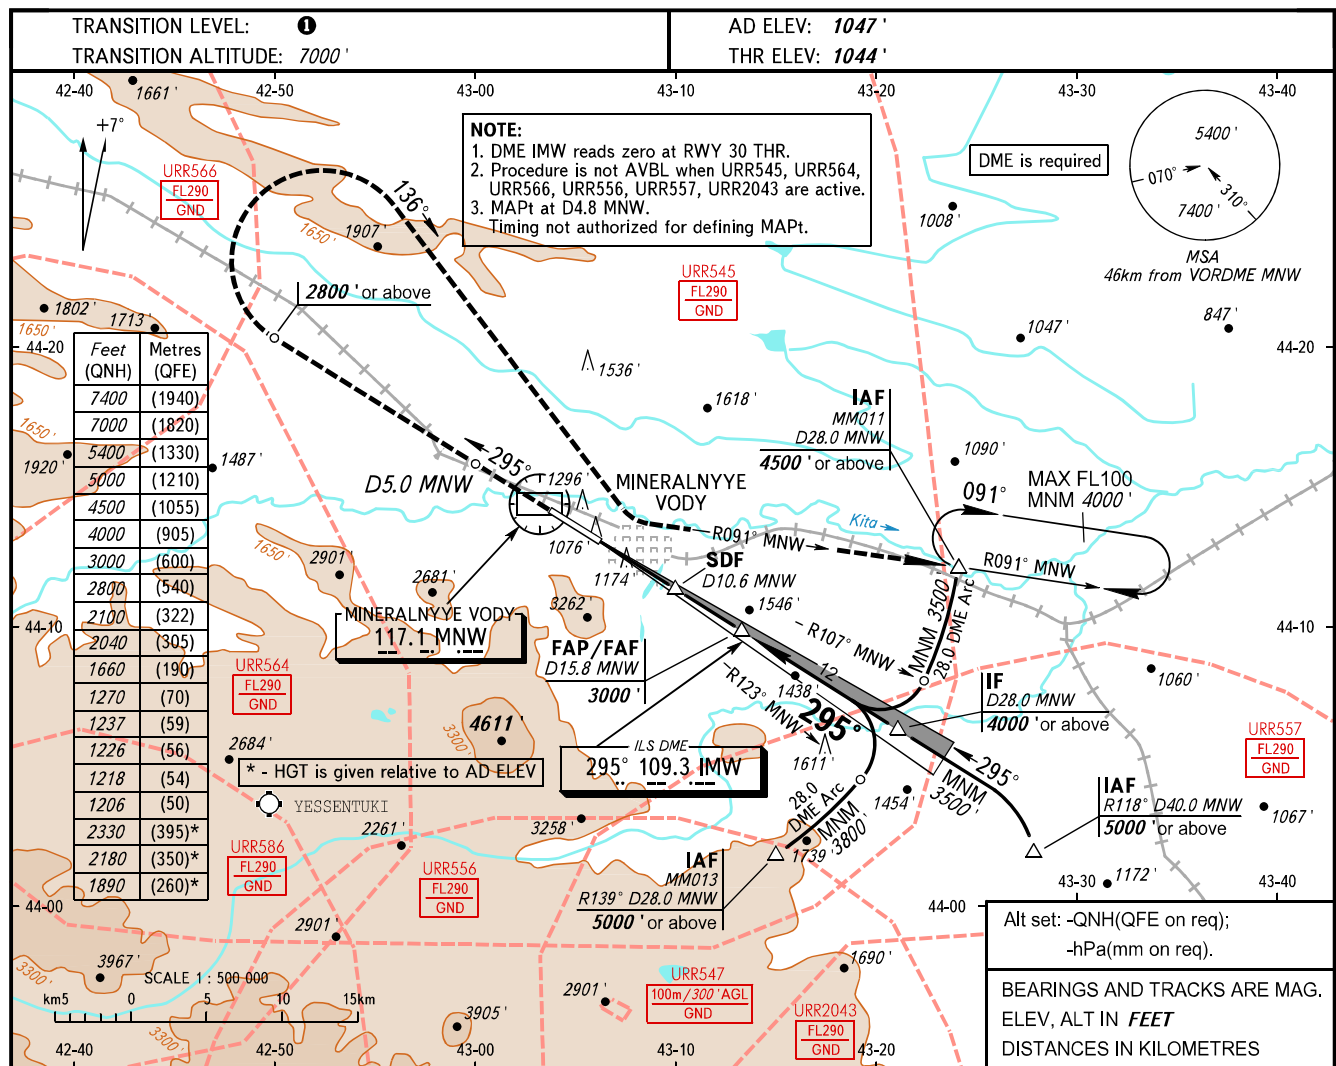 TRANSITION LEVEL: ❶
TRANSITION ALTITUDE: 7000'
AD ELEV: 1047'
THR ELEV: 1044'
42-40
42-50
43-00
43-10
43-20
43-30
43-40
1661'
+7°
URR566
FL290
GND
136°
1650'
1907'
NOTE:
1. DME IMW reads zero at RWY 30 THR.
2. Procedure is not AVBL when URR545, URR564,
URR566, URR556, URR557, URR2043 are active.
3. MAPt at D4.8 MNW.
Timing not authorized for defining MAPt.
DME is required
5400'
070°
310°
7400'
MSA
46km from VORDME MNW
1008'
URR545
FL290
GND
2800' or above
1802'
1713'
1650'
44-20
1047'
847'
44-20
Feet
(QNH)
Metres
(QFE)
7400 (1940)
7000 (1820)
5400 (1330)
5000 (1210)
4500 (1055)
4000 (905)
3000 (600)
2800 (540)
2100 (322)
2040 (305)
1660 (190)
1270 (70)
1237 (59)
1226 (56)
1218 (54)
1206 (50)
2330 (395)*
2180 (350)*
1890 (260)*
1536'
1618'
IAF
MM011
D28.0 MNW
4500' or above
1650'
1920'
1487'
295°
D5.0 MNW
1296'
MINERALNYYE
VODY
1090'
091°
MAX FL100
MNM 4000'
Kita
R091° MNW
R091° MNW
1076'
1174'
SDF
D10.6 MNW
1650'
2901'
2681'
3262'
1546'
MNM 3500'
28.0 DME Arc
MINERALNYYE VODY
117.1 MNW
44-10
44-10
R107° MNW
FAP/FAF
D15.8 MNW
3000'
12
R123° MNW
1438'
295°
IF
D28.0 MNW
4000' or above
1060'
URR564
FL290
GND
3300'
4611'
URR557
FL290
GND
2684'
* - HGT is given relative to AD ELEV
ILS DME
295° 109.3 IMW
1611'
295°
MNM
3500'
28.0
DME Arc
MNM
3800'
1454'
IAF
R118° D40.0 MNW
5000' or above
1067'
YESSENTUKI
2261'
3258'
1739'
URR586
FL290
GND
URR556
FL290
GND
IAF
MM013
R139° D28.0 MNW
5000' or above
1172'
43-30
43-40
44-00
44-00
2901'
3967'
3300'
SCALE 1 : 500 000
km5 0 5 10 15km
3300'
3905'
2901'
URR547
100m/300'AGL
GND
1690'
URR2043
FL290
GND
Alt set: -QNH(QFE on req);
-hPa(mm on req).
BEARINGS AND TRACKS ARE MAG.
ELEV, ALT IN FEET
DISTANCES IN KILOMETRES
42-40
42-50
43-00
43-10
43-20